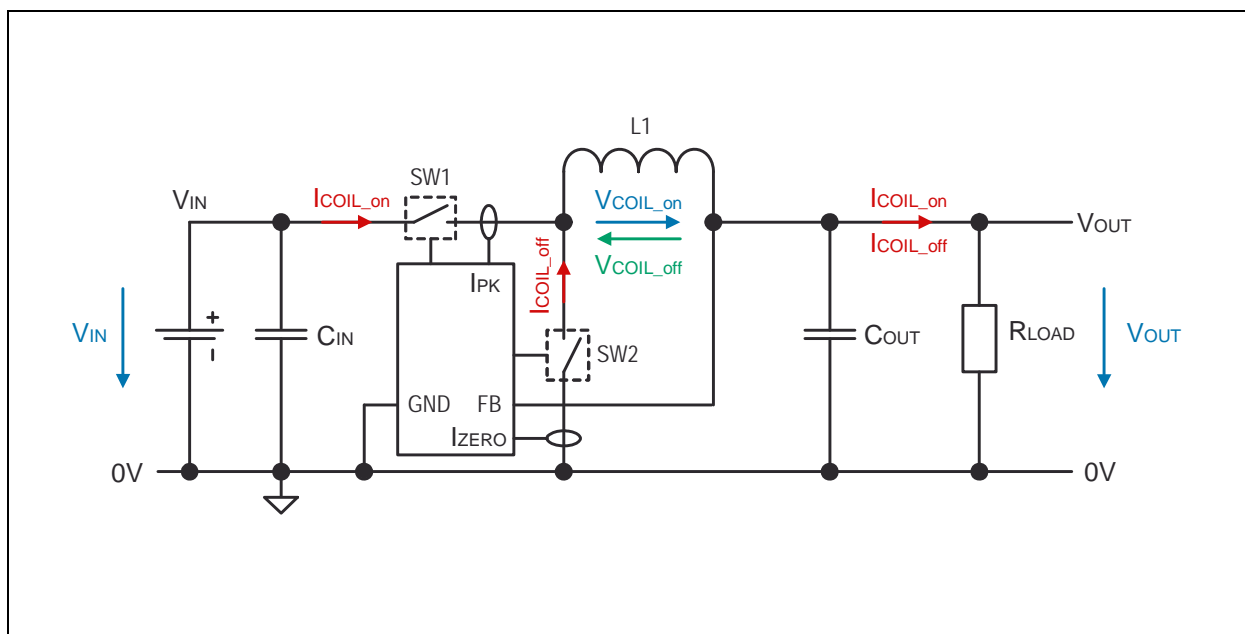 L1
SW1
VIN
ICOIL_on
VCOIL_on
ICOIL_on
VOUT
ICOIL_off
VCOIL_off
ICOIL_off
IPK
VIN
+
CIN
SW2
COUT
RLOAD
VOUT
GND
FB
IZERO
0V
0V